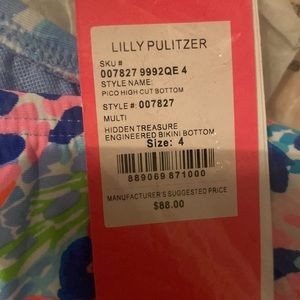 LILLY PULITZER
SKU #
007827 9992QE 4
STYLE NAME:
PICO HIGH CUT BOTTOM
STYLE #: 007827
MULTI
HIDDEN TREASURE
ENGINEERED BIKINI BOTTOM
Size: 4
889069 871000
MANUFACTURER'S SUGGESTED PRICE
$88.00